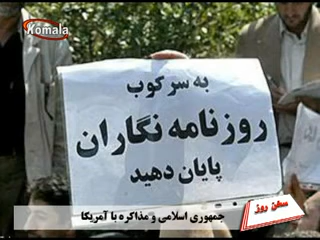 Komala
به سرکوب
روزنامه نگاران
پایان دهید
سخن روز
جمهوری اسلامی و مذاکره با آمریکا